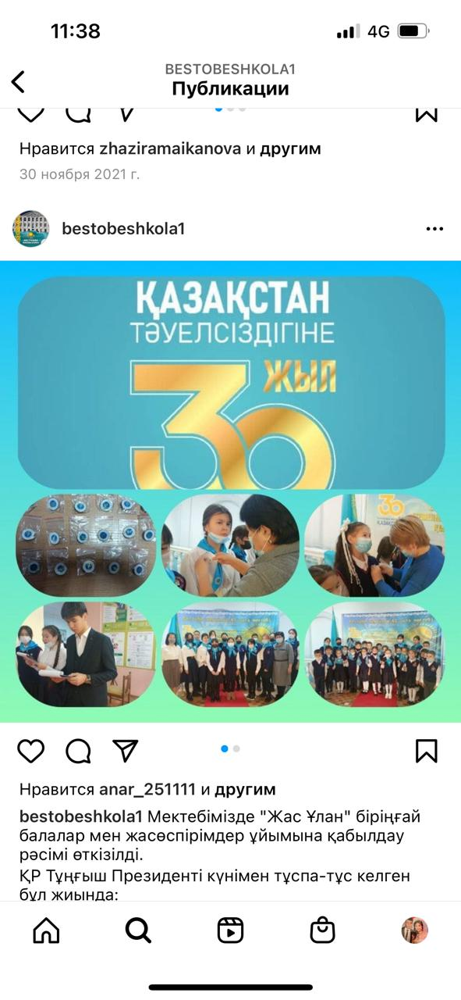 11:38
4G
BESTOBESHKOLA1
Публикации
Нравится zhaziramaikanova и другим
30 ноября 2021 г.
bestobeshkola1
ҚАЗАҚСТАН
ТӘУЕЛСІЗДІГІНЕ
30 ЖЫЛ
30
Нравится anar_251111 и другим
bestobeshkola1 Мектебімізде "Жас Ұлан" бірыңғай
балалар мен жасөспірімдер ұйымына қабылдау
рәсімі өткізілді.
ҚР Тұңғыш Президенті күнімен тұспа-тұс келген
бұл жиында: